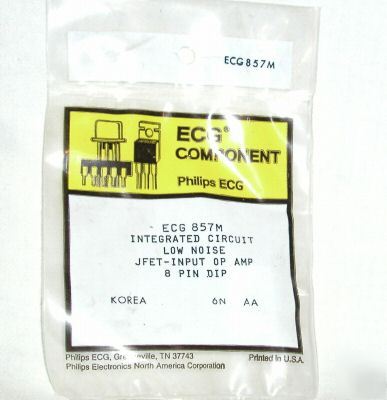 ECG857M
ECG®
COMPONENT
Philips ECG
ECG 857M
INTEGRATED CIRCUIT
LOW NOISE
JFET-INPUT OP AMP
8 PIN DIP
KOREA 6N AA
Philips ECG, Greeneville, TN 37743 Printed in U.S.A.
Philips Electronics North America Corporation